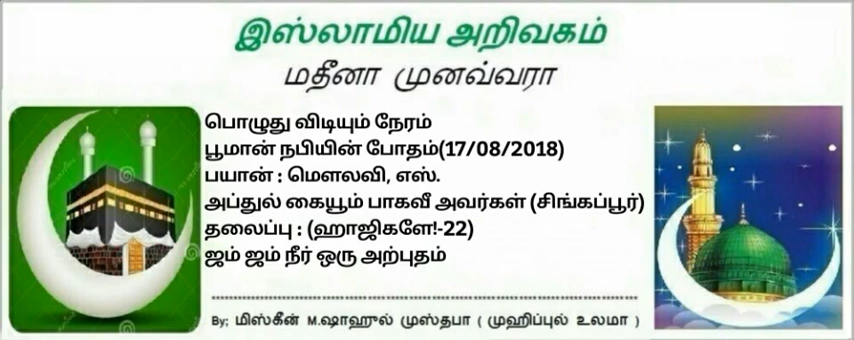 இஸ்லாமிய அறிவகம்
மதீனா முனவ்வரா
பொழுது விடியும் நேரம்
பூமான் நபியின் போதம்(17/08/2018)
பயான் : மௌலவி, எஸ்.
அப்துல் கையூம் பாகவீ அவர்கள் (சிங்கப்பூர்)
தலைப்பு : (ஹாஜிகளே!-22)
ஜம் ஜம் நீர் ஒரு அற்புதம்
By; மிஸ்கீன் M.ஷாஹுல் முஸ்தபா ( முஹிப்புல் உலமா )